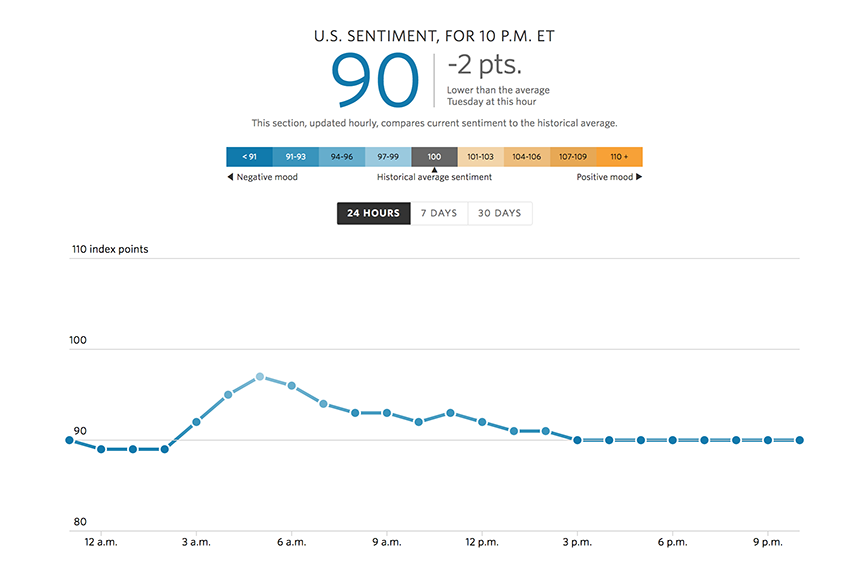 U.S. SENTIMENT, FOR 10 P.M. ET
90
-2 pts.
Lower than the average
Tuesday at this hour
This section, updated hourly, compares current sentiment to the historical average.
< 91 91-93 94-96 97-99 100 101-103 104-106 107-109 110 +
◀ Negative mood Historical average sentiment Positive mood ▶
24 HOURS 7 DAYS 30 DAYS
110 index points
100
90
80
12 a.m. 3 a.m. 6 a.m. 9 a.m. 12 p.m. 3 p.m. 6 p.m. 9 p.m.